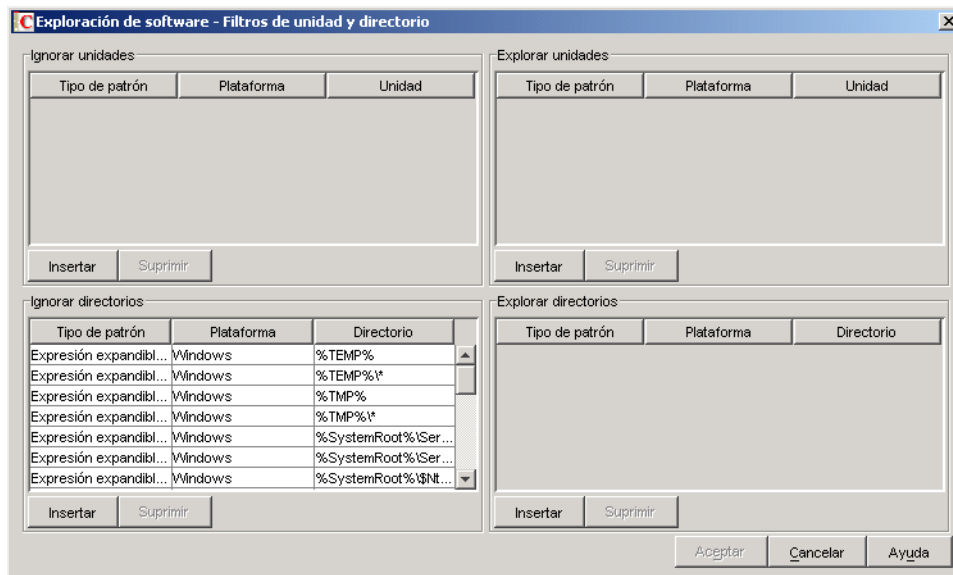 Exploración de software - Filtros de unidad y directorio
Ignorar unidades
Tipo de patrón Plataforma Unidad
Insertar Suprimir
Explorar unidades
Tipo de patrón Plataforma Unidad
Insertar Suprimir
Ignorar directorios
Tipo de patrón Plataforma Directorio
Expresión expandibl... Windows %TEMP%
Expresión expandibl... Windows %TEMP%\*
Expresión expandibl... Windows %TMP%
Expresión expandibl... Windows %TMP%\*
Expresión expandibl... Windows %SystemRoot%\Ser...
Expresión expandibl... Windows %SystemRoot%\Ser...
Expresión expandibl... Windows %SystemRoot%\$Nt...
Insertar Suprimir
Explorar directorios
Tipo de patrón Plataforma Directorio
Insertar Suprimir
Aceptar Cancelar Ayuda